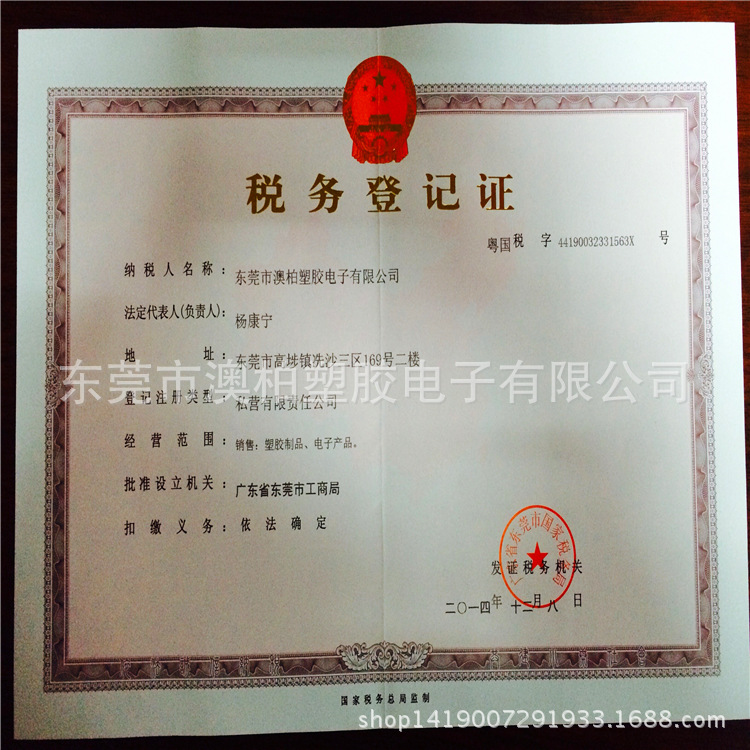 税务登记证
粤国税 字 44190032331563X 号
纳税人名称：东莞市澳柏塑胶电子有限公司
法定代表人(负责人)：杨康宁
地址：东莞市高埗镇冼沙三区169号二楼
东莞市澳柏塑胶电子有限公司
登记注册类型：私营有限责任公司
经营范围：销售：塑胶制品、电子产品。
批准设立机关：广东省东莞市工商局
扣缴义务：依法确定
广东省东莞市国家税务局
发证税务机关
二〇一四年 十二月 八 日
国家税务总局监制
shop1419007291933.1688.com